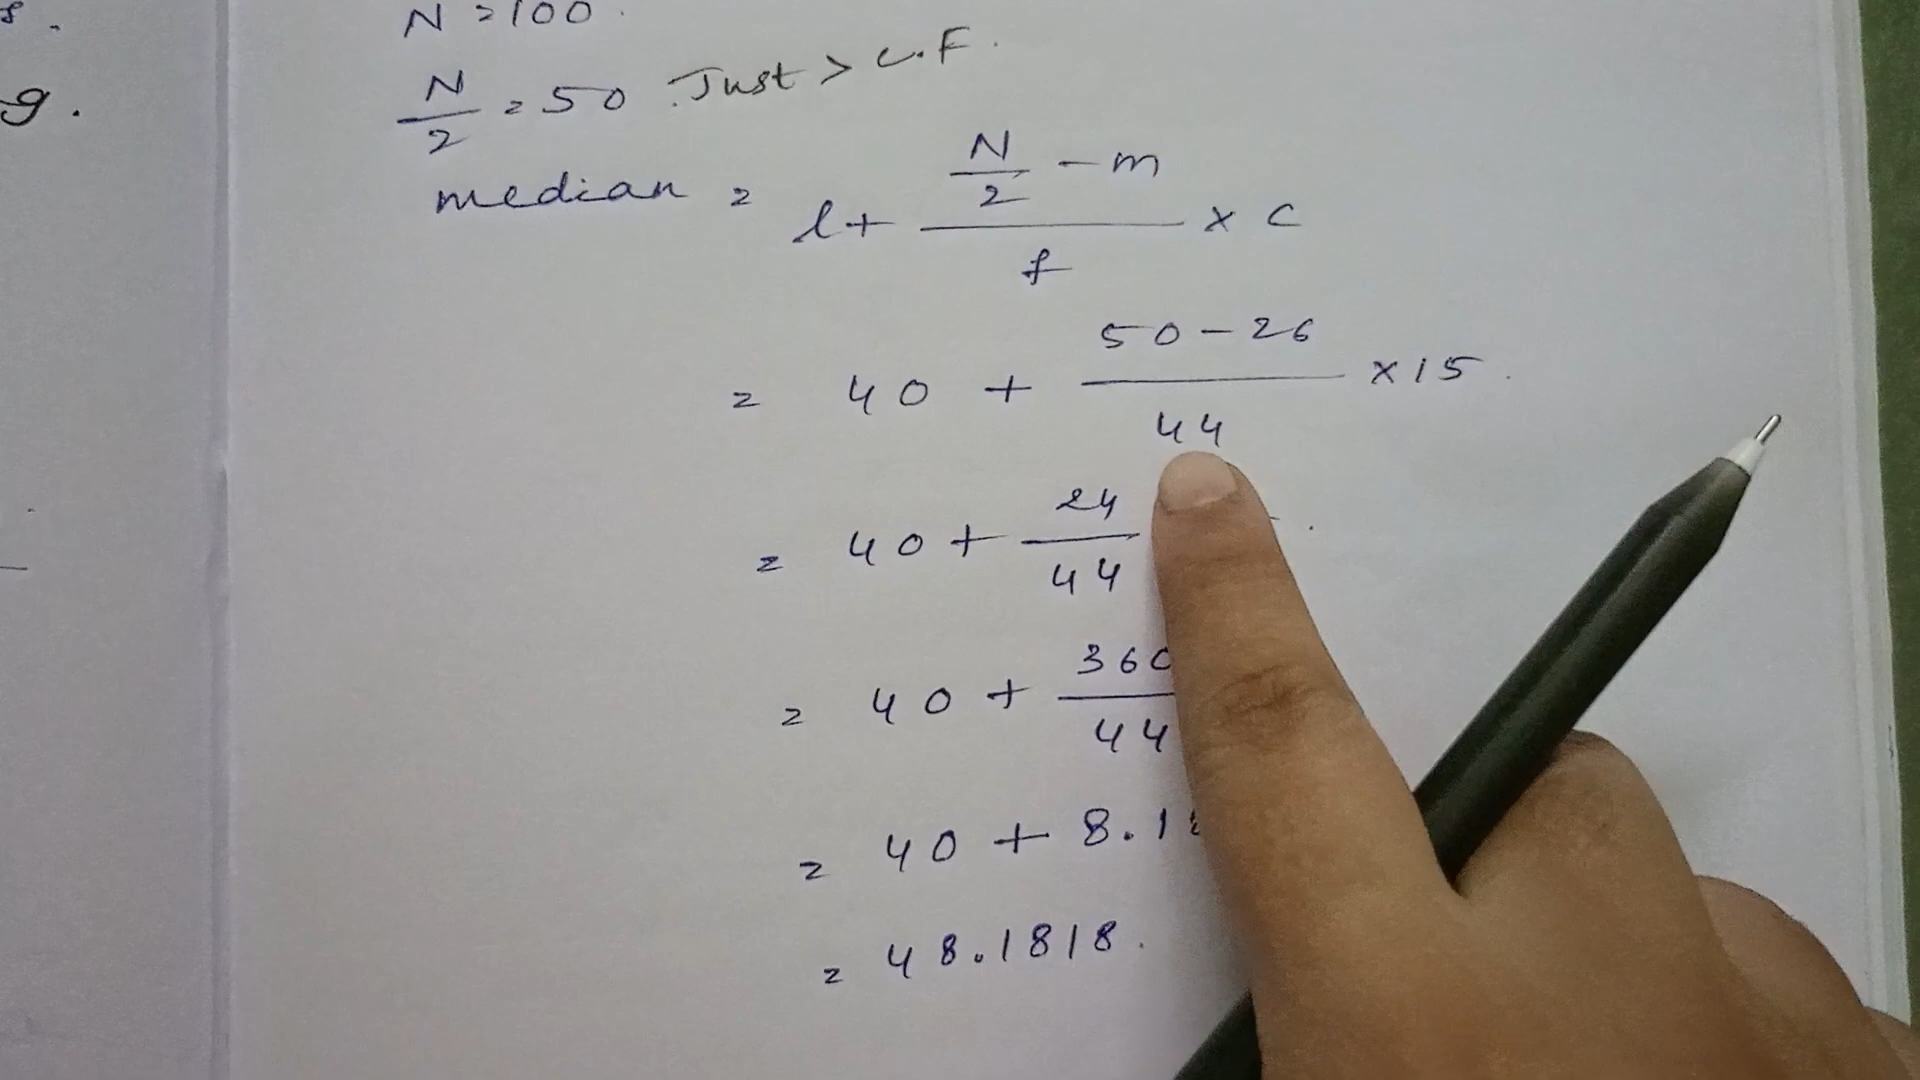 N = 100.
N/2 = 50 . Just > C.F.
median = l + (N/2 - m)/f × c
= 40 + (50 - 26)/44 × 15.
= 40 + 24/44
= 40 + 360/44
= 40 + 8.1
= 48.1818.
g.